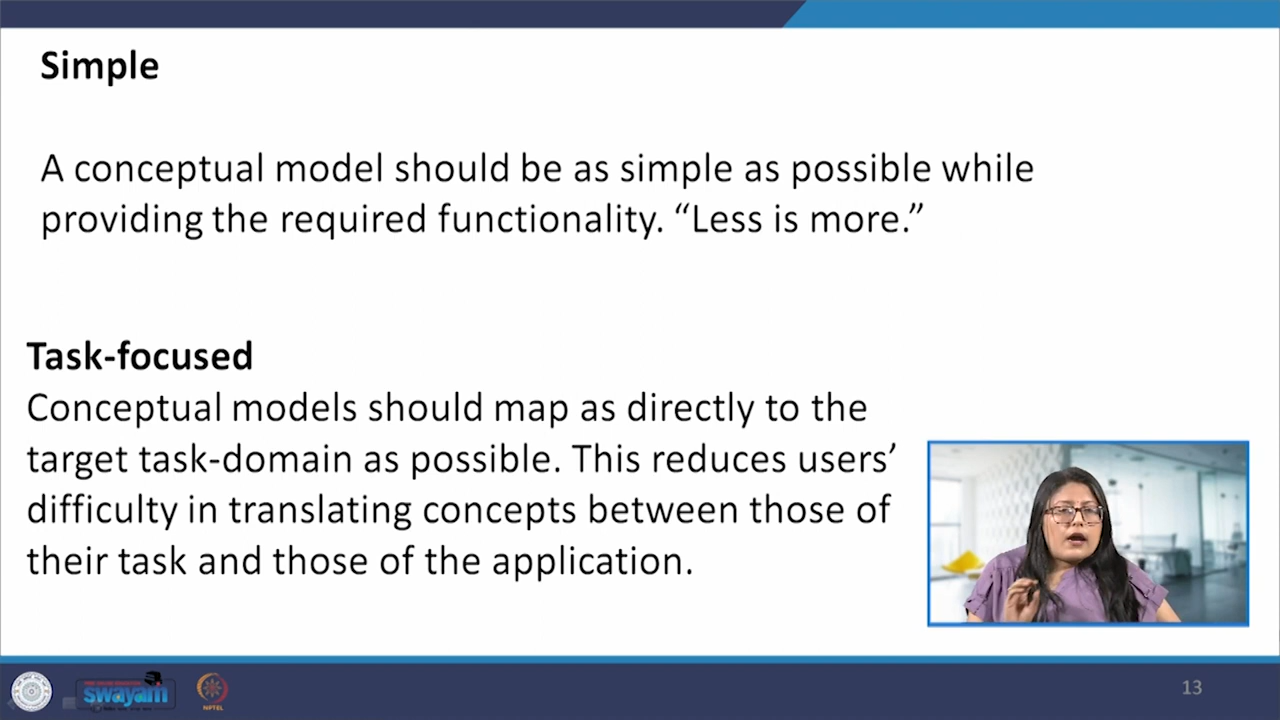 Simple
A conceptual model should be as simple as possible while
providing the required functionality. “Less is more.”
Task-focused
Conceptual models should map as directly to the
target task-domain as possible. This reduces users’
difficulty in translating concepts between those of
their task and those of the application.
swayam
NPTEL
13